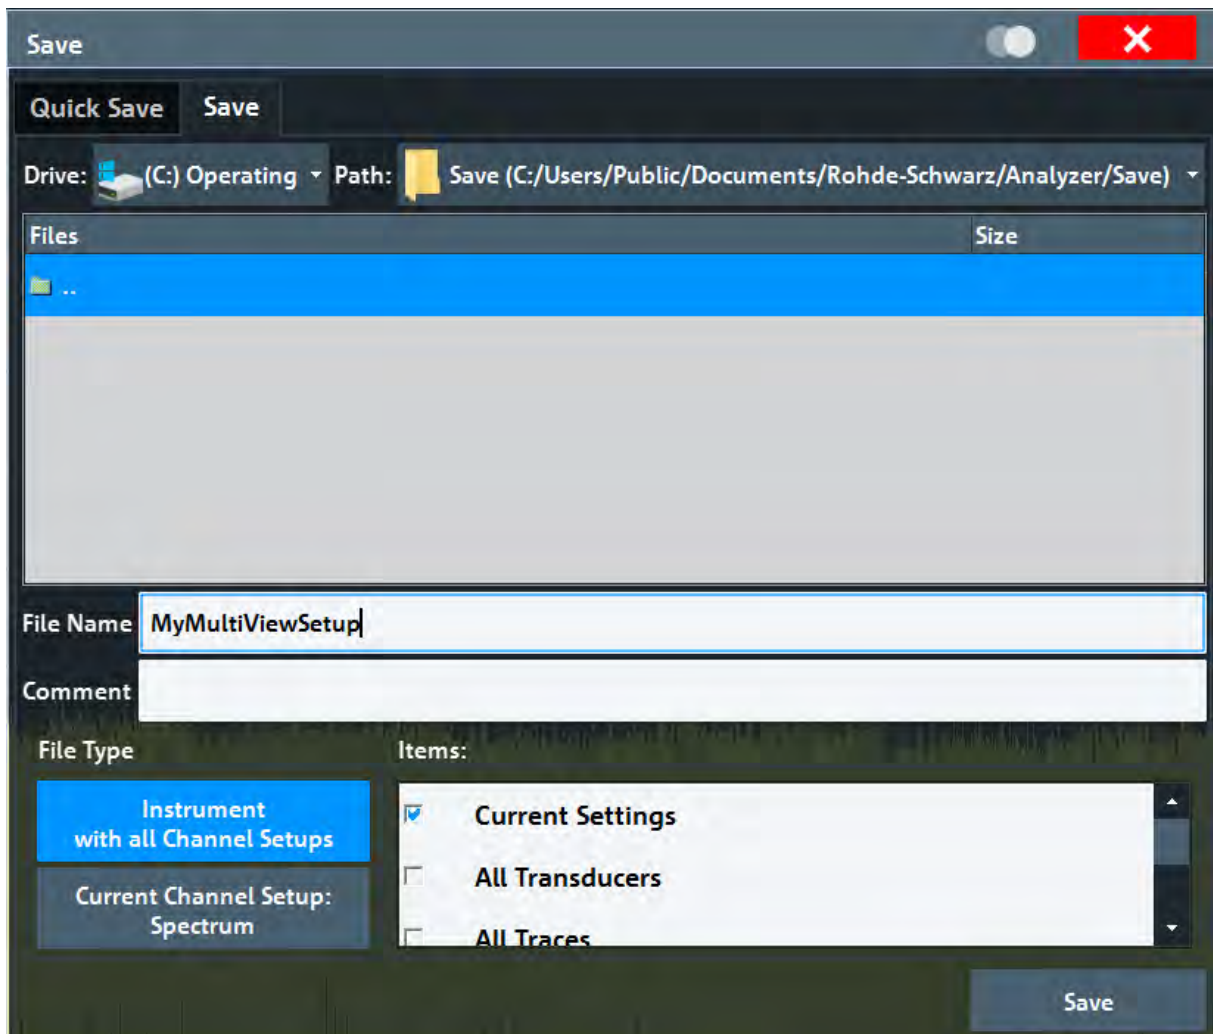 Save
Quick Save Save
Drive: (C:) Operating Path: Save (C:/Users/Public/Documents/Rohde-Schwarz/Analyzer/Save)
Files Size
..
File Name MyMultiViewSetup
Comment
File Type Items:
Instrument
with all Channel Setups
Current Channel Setup:
Spectrum
Current Settings
All Transducers
All Traces
Save